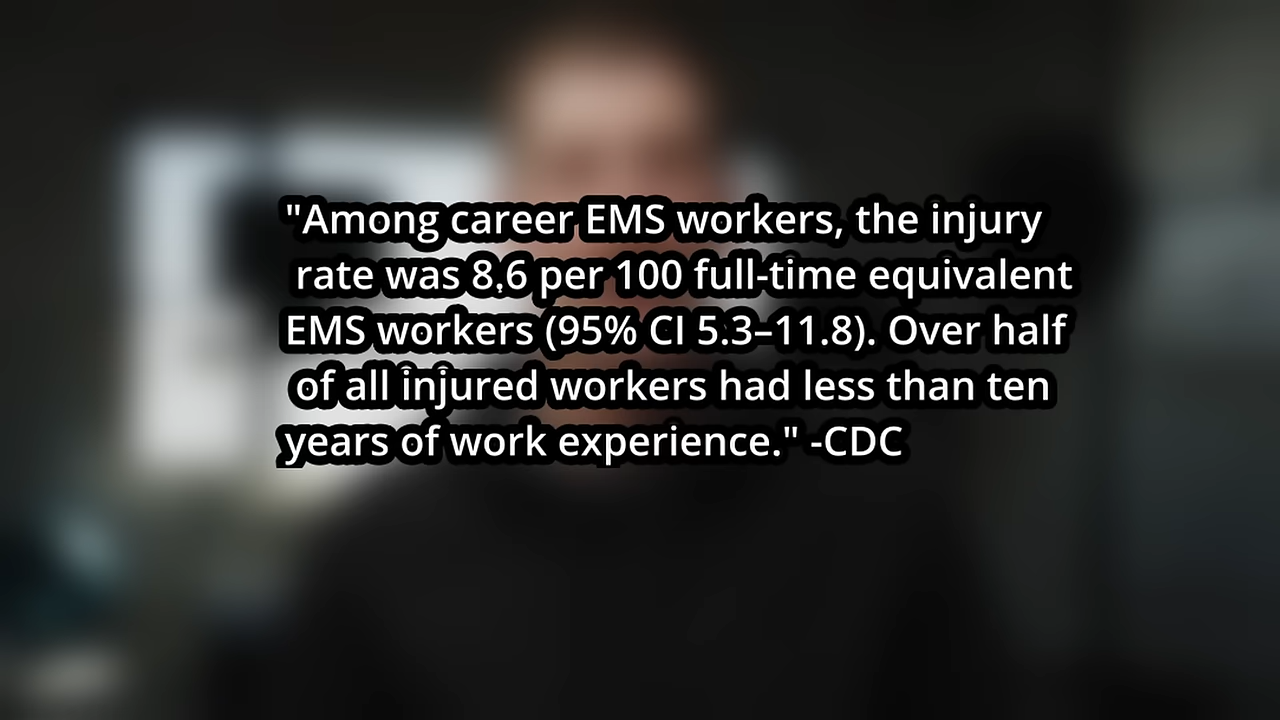 "Among career EMS workers, the injury
rate was 8.6 per 100 full-time equivalent
EMS workers (95% CI 5.3–11.8). Over half
of all injured workers had less than ten
years of work experience." -CDC